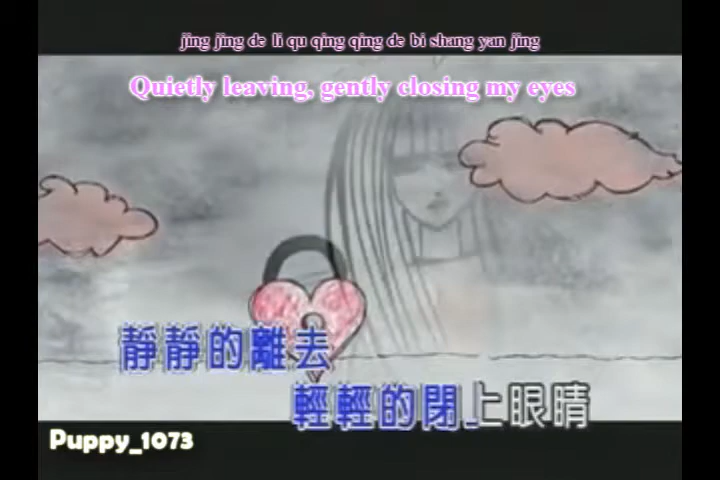 jing jing de li qu qing qing de bi shang yan jing
Quietly leaving, gently closing my eyes
靜靜的離去
輕輕的閉上眼睛
Puppy_1073